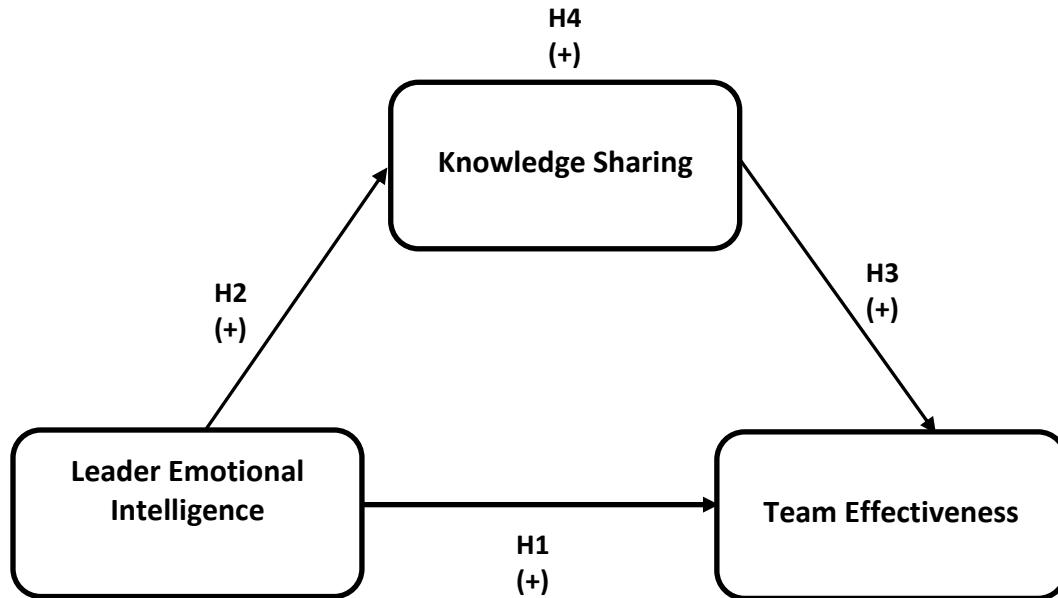 H4
(+)
Knowledge Sharing
H2
(+)
H3
(+)
Leader Emotional
Intelligence
Team Effectiveness
H1
(+)